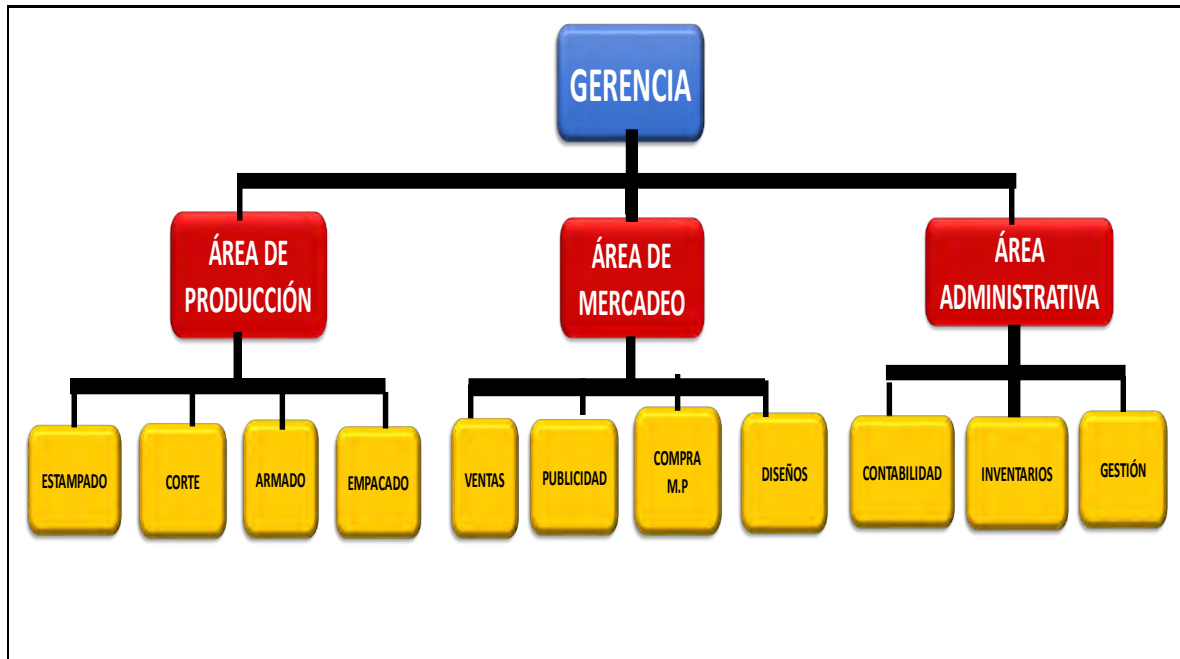 GERENCIA
ÁREA DE
PRODUCCIÓN
ÁREA DE
MERCADEO
ÁREA
ADMINISTRATIVA
ESTAMPADO
CORTE
ARMADO
EMPACADO
VENTAS
PUBLICIDAD
COMPRA
M.P
DISEÑOS
CONTABILIDAD
INVENTARIOS
GESTIÓN